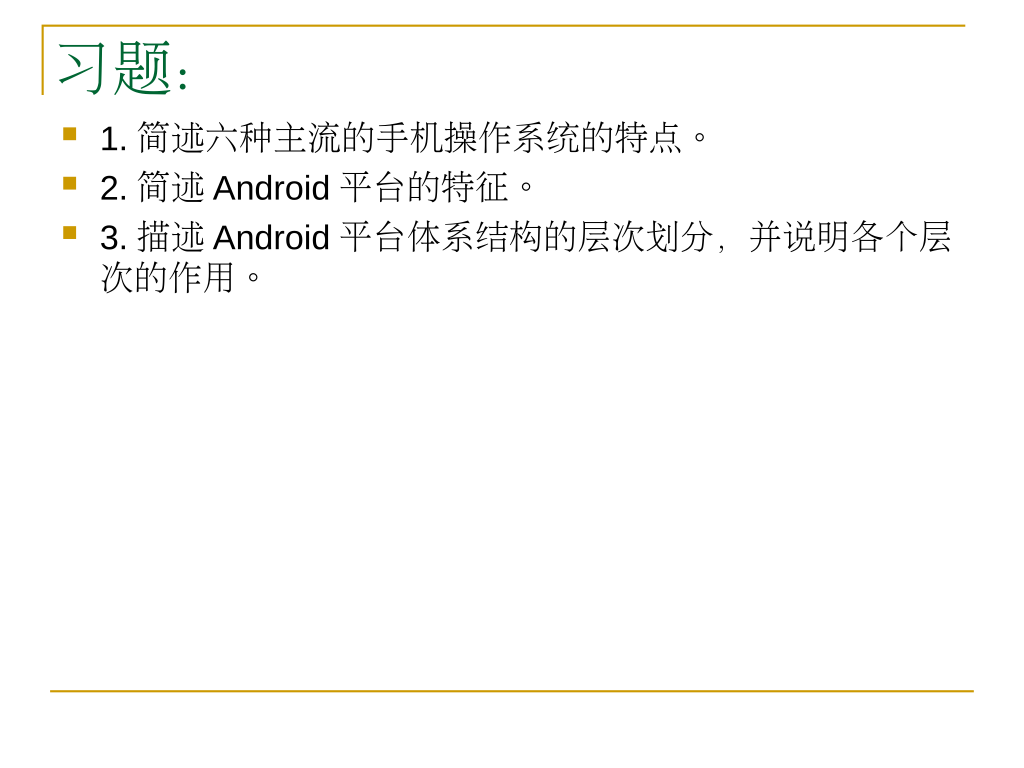 习题:
1. 简述六种主流的手机操作系统的特点。
2. 简述 Android 平台的特征。
3. 描述 Android 平台体系结构的层次划分，并说明各个层
次的作用。